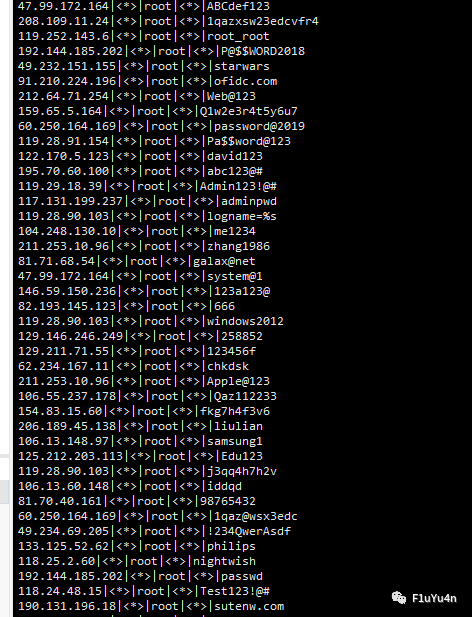 47.99.172.164|<*>|root|<*>|ABCdef123
208.109.11.24|<*>|root|<*>|1qazxsw23edcvfr4
119.252.143.6|<*>|root|<*>|root_root
192.144.185.202|<*>|root|<*>|P@$$WORD2018
49.232.151.155|<*>|root|<*>|starwars
91.210.224.196|<*>|root|<*>|ofidc.com
212.64.71.254|<*>|root|<*>|Web@123
159.65.5.164|<*>|root|<*>|Q1w2e3r4t5y6u7
60.250.164.169|<*>|root|<*>|password@2019
119.28.91.154|<*>|root|<*>|Pa$$word@123
122.170.5.123|<*>|root|<*>|david123
195.70.60.100|<*>|root|<*>|abc123@#
119.29.18.39|<*>|root|<*>|Admin123!@#
117.131.199.237|<*>|root|<*>|adminpwd
119.28.90.103|<*>|root|<*>|logname=%s
104.248.130.10|<*>|root|<*>|me1234
211.253.10.96|<*>|root|<*>|zhang1986
81.71.68.54|<*>|root|<*>|galax@net
47.99.172.164|<*>|root|<*>|system@1
146.59.150.236|<*>|root|<*>|123a123@
82.193.145.123|<*>|root|<*>|666
119.28.90.103|<*>|root|<*>|windows2012
129.146.246.249|<*>|root|<*>|258852
129.211.71.55|<*>|root|<*>|123456f
62.234.167.11|<*>|root|<*>|chkdsk
211.253.10.96|<*>|root|<*>|Apple@123
106.55.237.178|<*>|root|<*>|Qaz112233
154.83.15.60|<*>|root|<*>|fkg7h4f3v6
206.189.45.138|<*>|root|<*>|liulian
106.13.148.97|<*>|root|<*>|samsung1
125.212.203.113|<*>|root|<*>|Edu123
119.28.90.103|<*>|root|<*>|j3qq4h7h2v
106.13.60.148|<*>|root|<*>|iddqd
81.70.40.161|<*>|root|<*>|98765432
60.250.164.169|<*>|root|<*>|1qaz@wsx3edc
49.234.69.205|<*>|root|<*>|!234QwerAsdf
133.125.52.62|<*>|root|<*>|philips
118.25.2.60|<*>|root|<*>|nightwish
192.144.185.202|<*>|root|<*>|passwd
118.24.48.15|<*>|root|<*>|Test123!@#
190.131.196.18|<*>|root|<*>|sutenw.com
FluYu4n